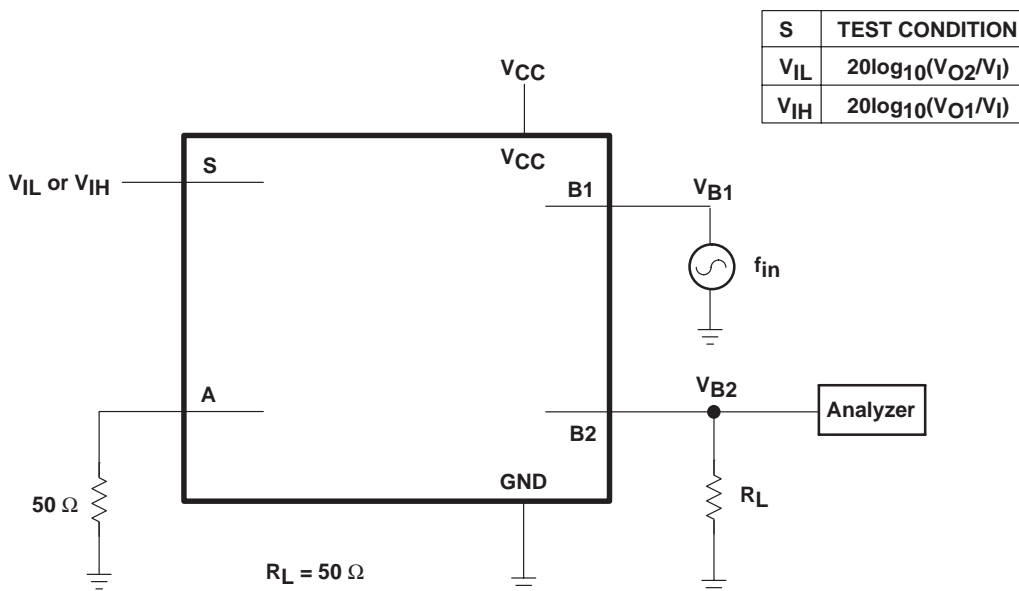 S TEST CONDITION
VIL 20log10(VO2/VI)
VIH 20log10(VO1/VI)
VCC
VCC
S
VIL or VIH
B1
VB1
fin
A
VB2
B2
Analyzer
GND
50 Ω
RL
RL = 50 Ω